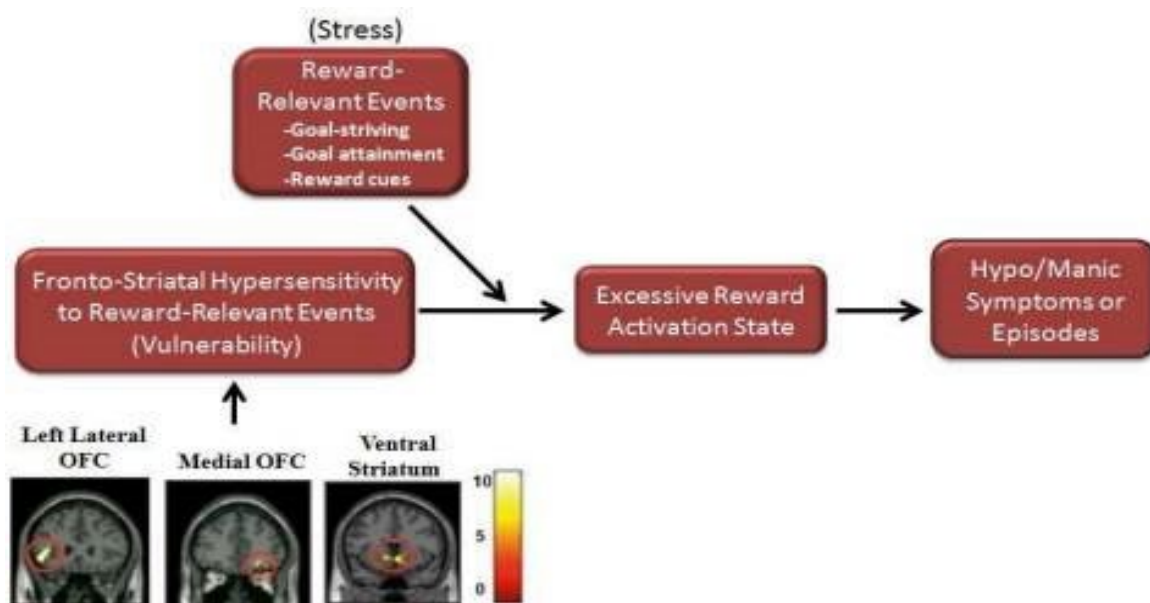 (Stress)
Reward-
Relevant Events
-Goal-striving
-Goal attainment
-Reward cues
Fronto-Striatal Hypersensitivity
to Reward-Relevant Events
(Vulnerability)
Excessive Reward
Activation State
Hypo/Manic
Symptoms or
Episodes
Left Lateral
OFC
Medial OFC
Ventral
Striatum
10
5
0